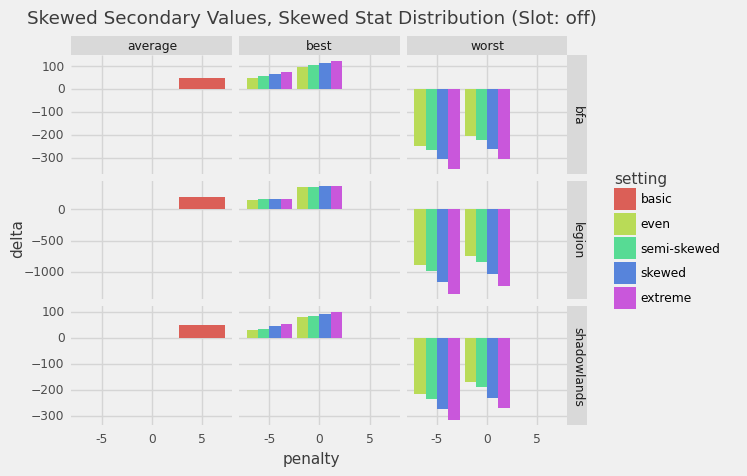 Skewed Secondary Values, Skewed Stat Distribution (Slot: off)
average best worst
100
0
−100
−200
−300
bfa
0
−500
−1000
legion
100
0
−100
−200
−300
shadowlands
-5 0 5 -5 0 5 -5 0 5
penalty
delta
setting
basic
even
semi-skewed
skewed
extreme